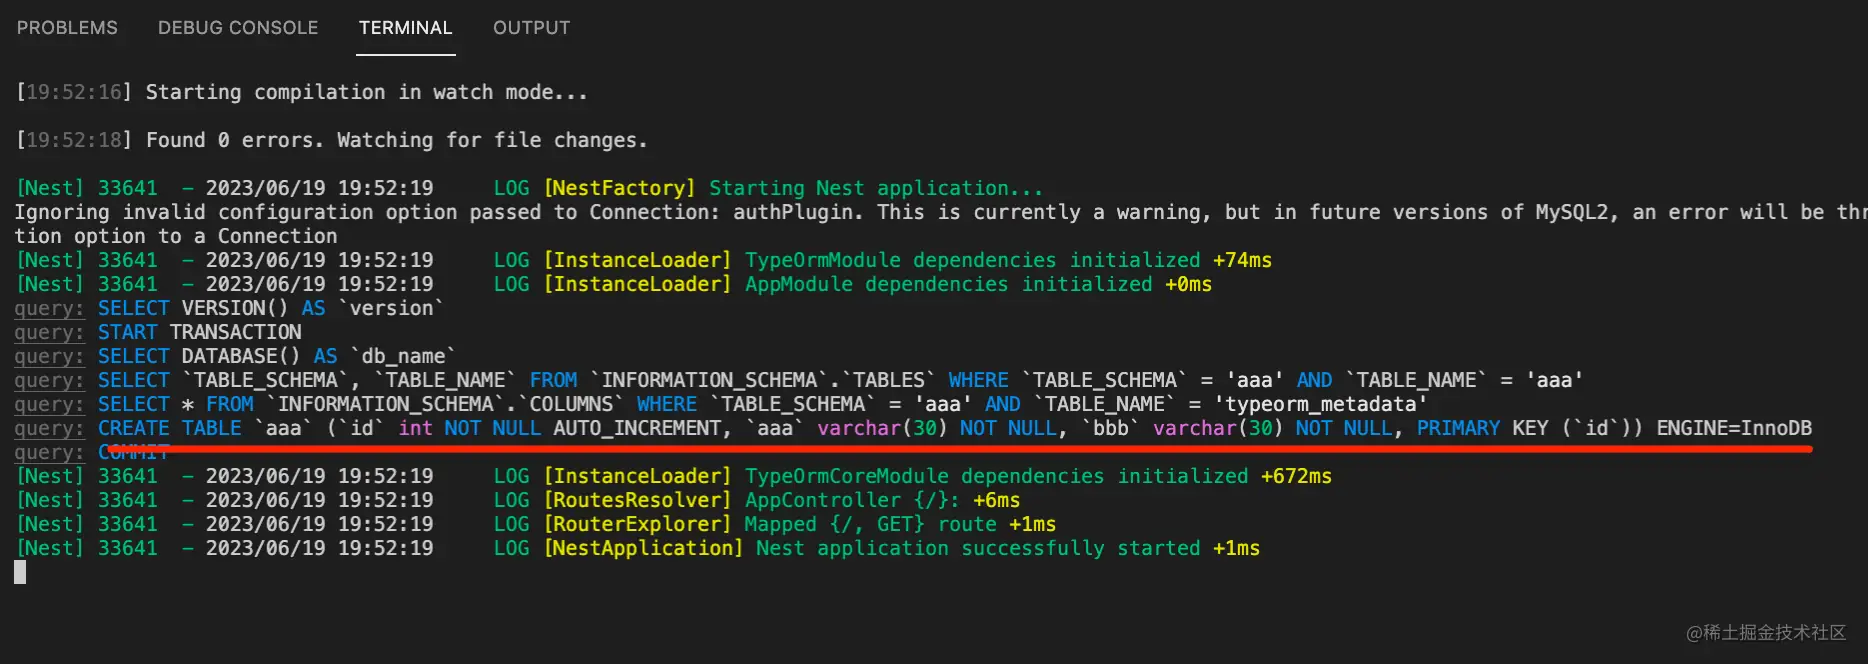 PROBLEMS DEBUG CONSOLE TERMINAL OUTPUT
[19:52:16] Starting compilation in watch mode...
[19:52:18] Found 0 errors. Watching for file changes.
[Nest] 33641  - 2023/06/19 19:52:19     LOG [NestFactory] Starting Nest application...
Ignoring invalid configuration option passed to Connection: authPlugin. This is currently a warning, but in future versions of MySQL2, an error will be thr
tion option to a Connection
[Nest] 33641  - 2023/06/19 19:52:19     LOG [InstanceLoader] TypeOrmModule dependencies initialized +74ms
[Nest] 33641  - 2023/06/19 19:52:19     LOG [InstanceLoader] AppModule dependencies initialized +0ms
query: SELECT VERSION() AS `version`
query: START TRANSACTION
query: SELECT DATABASE() AS `db_name`
query: SELECT `TABLE_SCHEMA`, `TABLE_NAME` FROM `INFORMATION_SCHEMA`.`TABLES` WHERE `TABLE_SCHEMA` = 'aaa' AND `TABLE_NAME` = 'aaa'
query: SELECT * FROM `INFORMATION_SCHEMA`.`COLUMNS` WHERE `TABLE_SCHEMA` = 'aaa' AND `TABLE_NAME` = 'typeorm_metadata'
query: CREATE TABLE `aaa` (`id` int NOT NULL AUTO_INCREMENT, `aaa` varchar(30) NOT NULL, `bbb` varchar(30) NOT NULL, PRIMARY KEY (`id`)) ENGINE=InnoDB
query: COMMIT
[Nest] 33641  - 2023/06/19 19:52:19     LOG [InstanceLoader] TypeOrmCoreModule dependencies initialized +672ms
[Nest] 33641  - 2023/06/19 19:52:19     LOG [RoutesResolver] AppController {/}: +6ms
[Nest] 33641  - 2023/06/19 19:52:19     LOG [RouterExplorer] Mapped {/, GET} route +1ms
[Nest] 33641  - 2023/06/19 19:52:19     LOG [NestApplication] Nest application successfully started +1ms
@稀土掘金技术社区